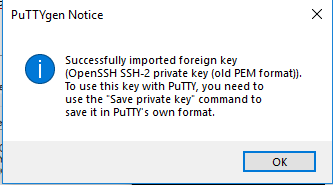 PuTTYgen Notice
Successfully imported foreign key
(OpenSSH SSH-2 private key (old PEM format)).
To use this key with PuTTY, you need to
use the "Save private key" command to
save it in PuTTY's own format.
OK